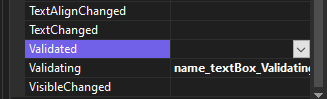 TextAlignChanged
TextChanged
Validated
Validating name_textBox_Validating
VisibleChanged